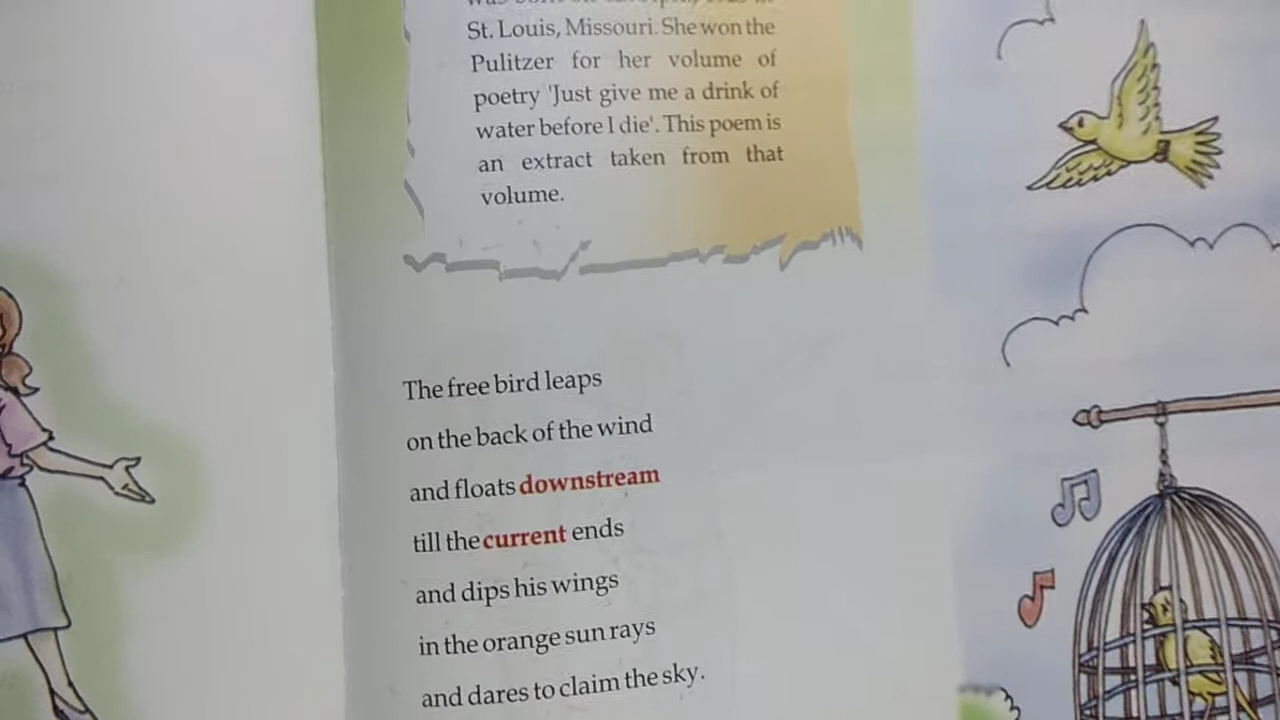 St. Louis, Missouri. She won the
Pulitzer for her volume of
poetry 'Just give me a drink of
water before I die'. This poem is
an extract taken from that
volume.
The free bird leaps
on the back of the wind
and floats downstream
till the current ends
and dips his wings
in the orange sun rays
and dares to claim the sky.